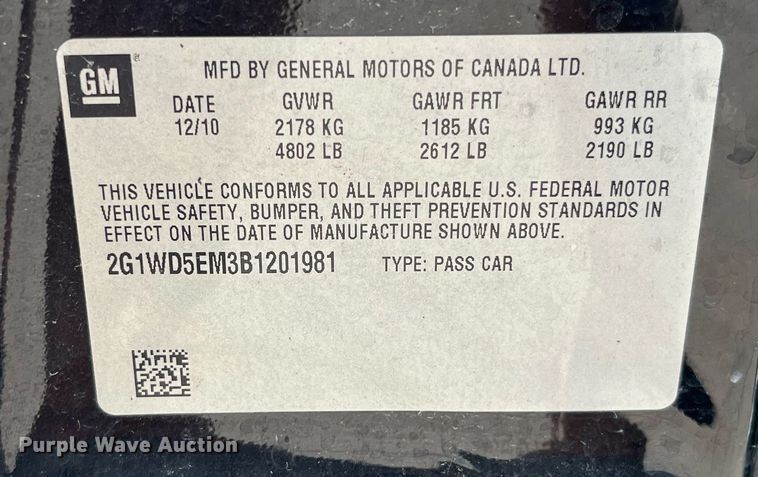 GM
MFD BY GENERAL MOTORS OF CANADA LTD.
DATE GVWR GAWR FRT GAWR RR
12/10 2178 KG 1185 KG 993 KG
4802 LB 2612 LB 2190 LB
THIS VEHICLE CONFORMS TO ALL APPLICABLE U.S. FEDERAL MOTOR
VEHICLE SAFETY, BUMPER, AND THEFT PREVENTION STANDARDS IN
EFFECT ON THE DATE OF MANUFACTURE SHOWN ABOVE.
2G1WD5EM3B1201981 TYPE: PASS CAR
Purple Wave Auction